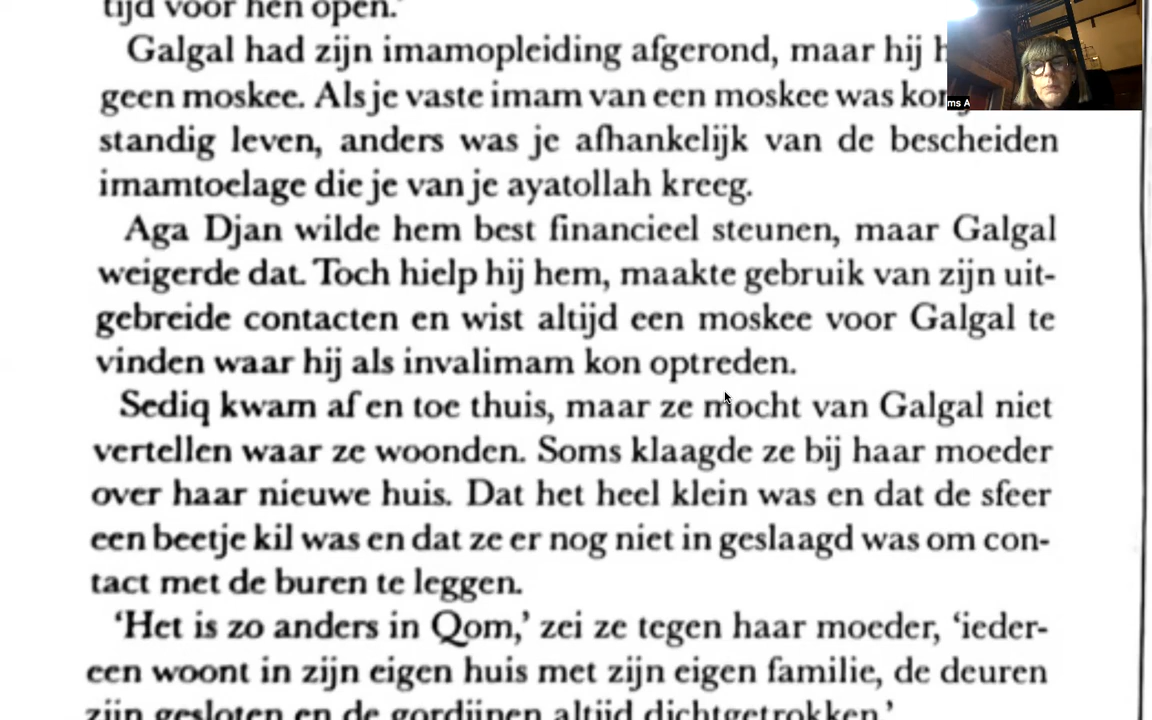 tijd voor hen open.'
Galgal had zijn imamopleiding afgerond, maar hij
geen moskee. Als je vaste imam van een moskee was kon
standig leven, anders was je afhankelijk van de bescheiden
imamtoelage die je van je ayatollah kreeg.
Aga Djan wilde hem best financieel steunen, maar Galgal
weigerde dat. Toch hielp hij hem, maakte gebruik van zijn uit-
gebreide contacten en wist altijd een moskee voor Galgal te
vinden waar hij als invalimam kon optreden.
Sediq kwam af en toe thuis, maar ze mocht van Galgal niet
vertellen waar ze woonden. Soms klaagde ze bij haar moeder
over haar nieuwe huis. Dat het heel klein was en dat de sfeer
een beetje kil was en dat ze er nog niet in geslaagd was om con-
tact met de buren te leggen.
'Het is zo anders in Qom,' zei ze tegen haar moeder, 'ieder-
een woont in zijn eigen huis met zijn eigen familie, de deuren
zijn gesloten en de gordijnen altijd dichtgetrokken.'
ms A